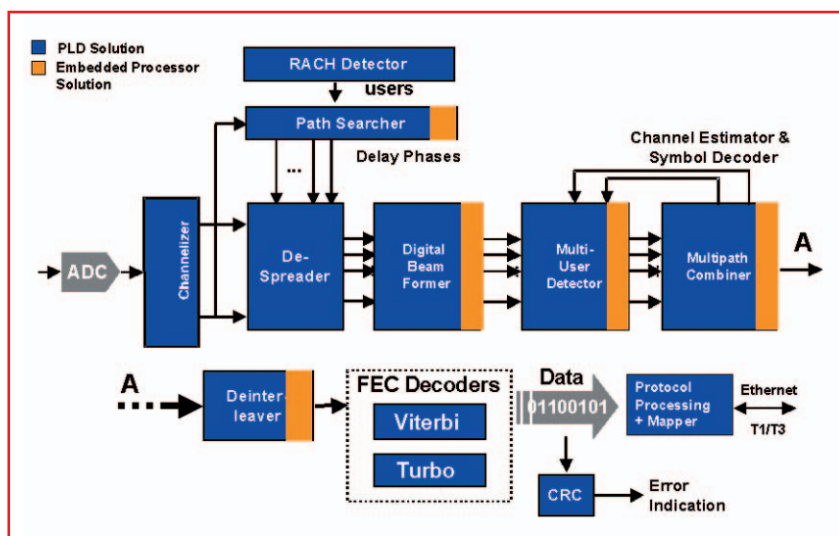 PLD Solution
Embedded Processor
Solution
RACH Detector
users
Path Searcher
Delay Phases
...
Channel Estimator &
Symbol Decoder
ADC
Channelizer
De-
Spreader
Digital
Beam
Former
Multi-
User
Detector
Multipath
Combiner
A
A
Deinter-
leaver
FEC Decoders
Viterbi
Turbo
Data
01100101
Protocol
Processing
+ Mapper
Ethernet
T1/T3
CRC
Error
Indication